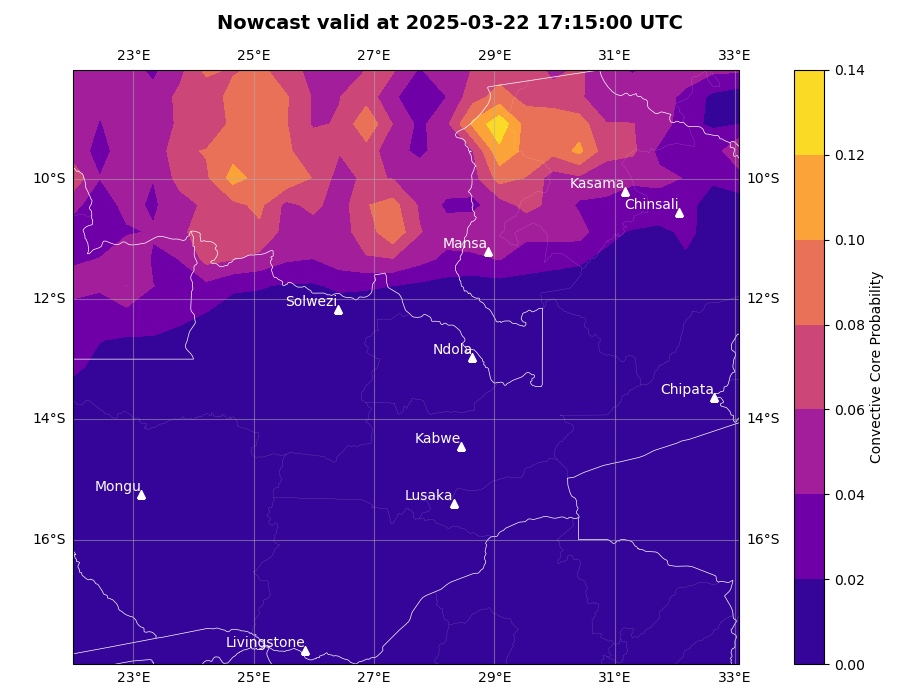 Nowcast valid at 2025-03-22 17:15:00 UTC
23°E 25°E 27°E 29°E 31°E 33°E
0.14
0.12
10°S Kasama 10°S
Chinsali
0.10
Mansa
12°S Solwezi 12°S
0.08
Ndola
Chipata
0.06
14°S 14°S
Kabwe
Mongu
Lusaka
0.04
16°S 16°S
0.02
Livingstone
0.00
23°E 25°E 27°E 29°E 31°E 33°E
Convective Core Probability